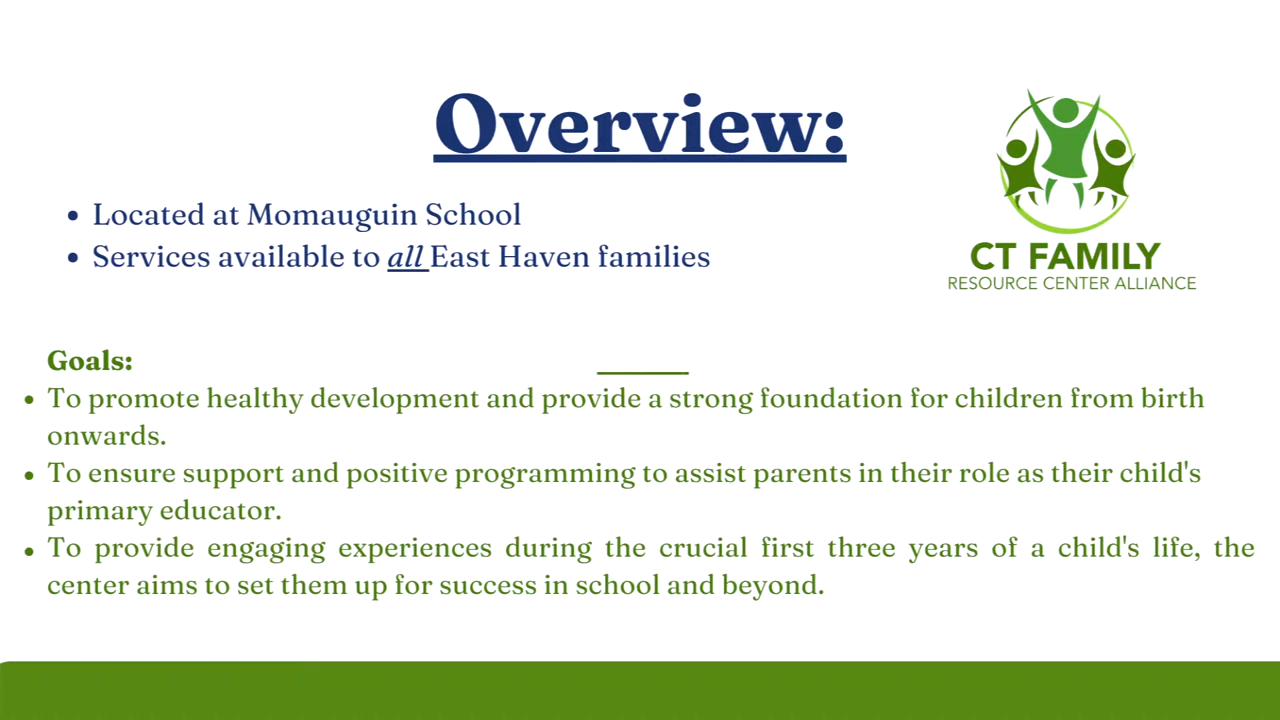 Overview:
Located at Momauguin School
Services available to all East Haven families
CT FAMILY
RESOURCE CENTER ALLIANCE
Goals:
To promote healthy development and provide a strong foundation for children from birth
onwards.
To ensure support and positive programming to assist parents in their role as their child's
primary educator.
To provide engaging experiences during the crucial first three years of a child's life, the
center aims to set them up for success in school and beyond.